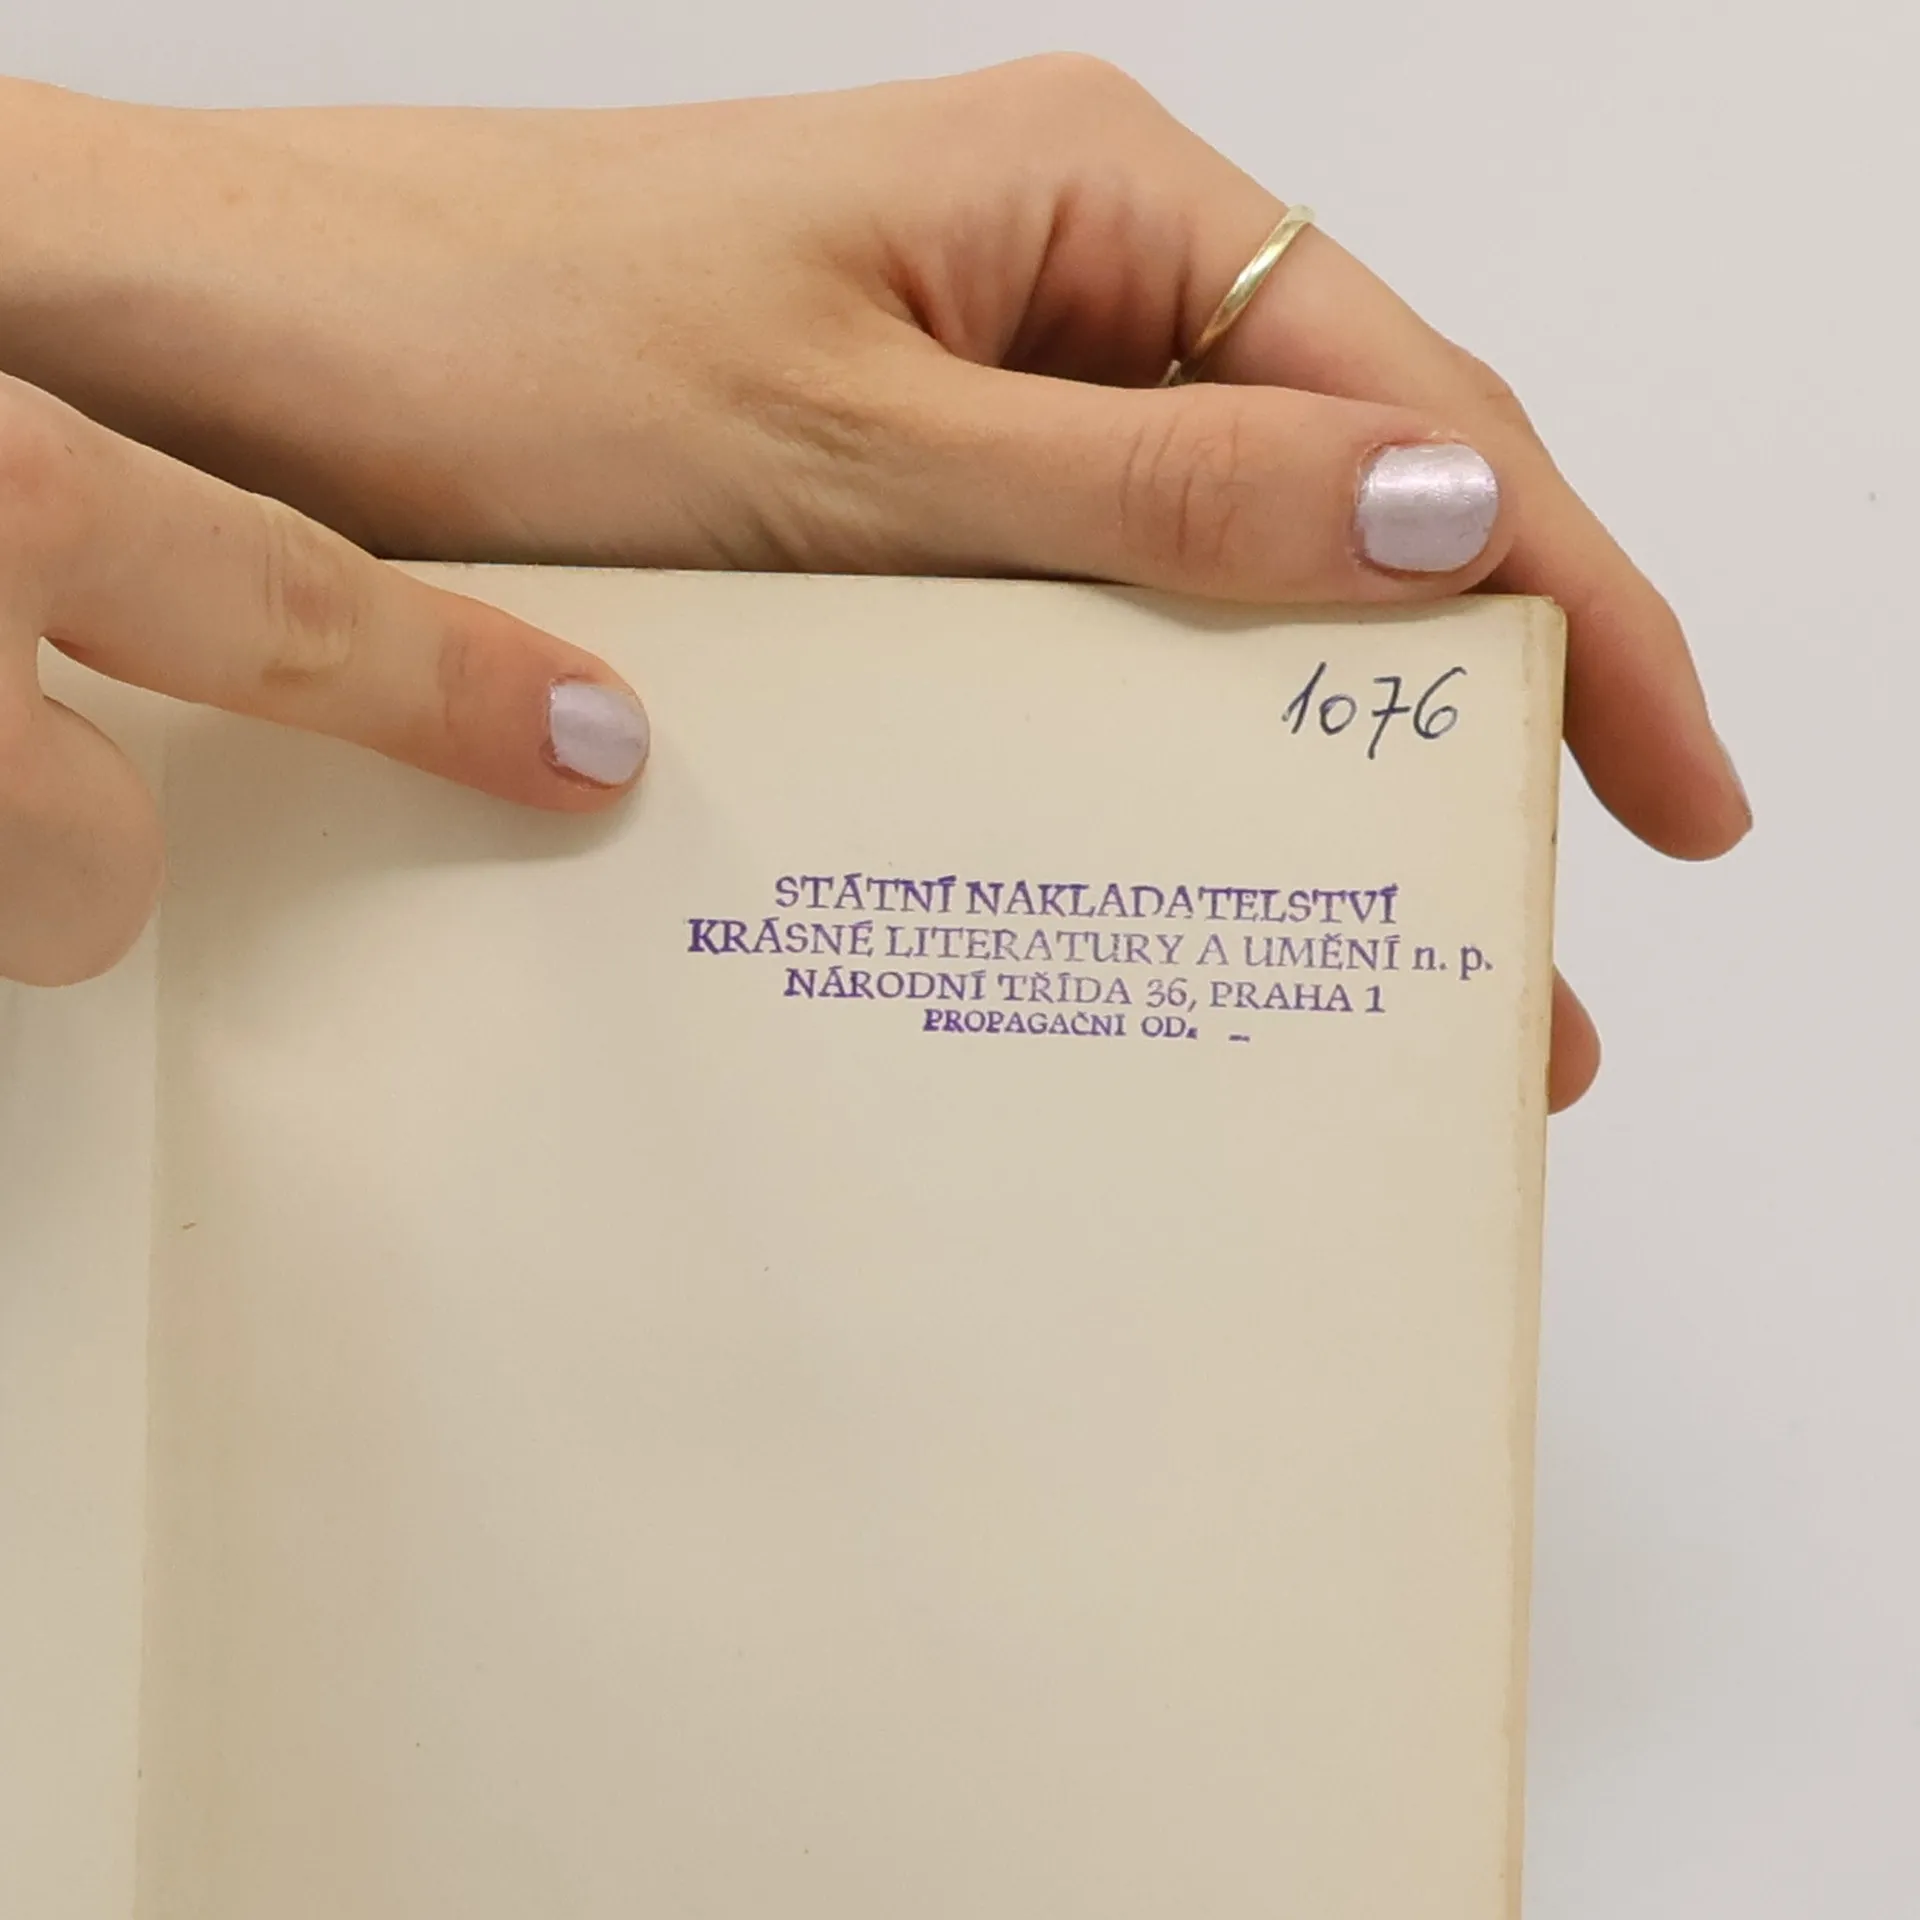 1076
STÁTNÍ NAKLADATELSTVÍ
KRÁSNÉ LITERATURY A UMĚNÍ n. p.
NÁRODNÍ TŘÍDA 36, PRAHA 1
PROPAGAČNÍ OD.